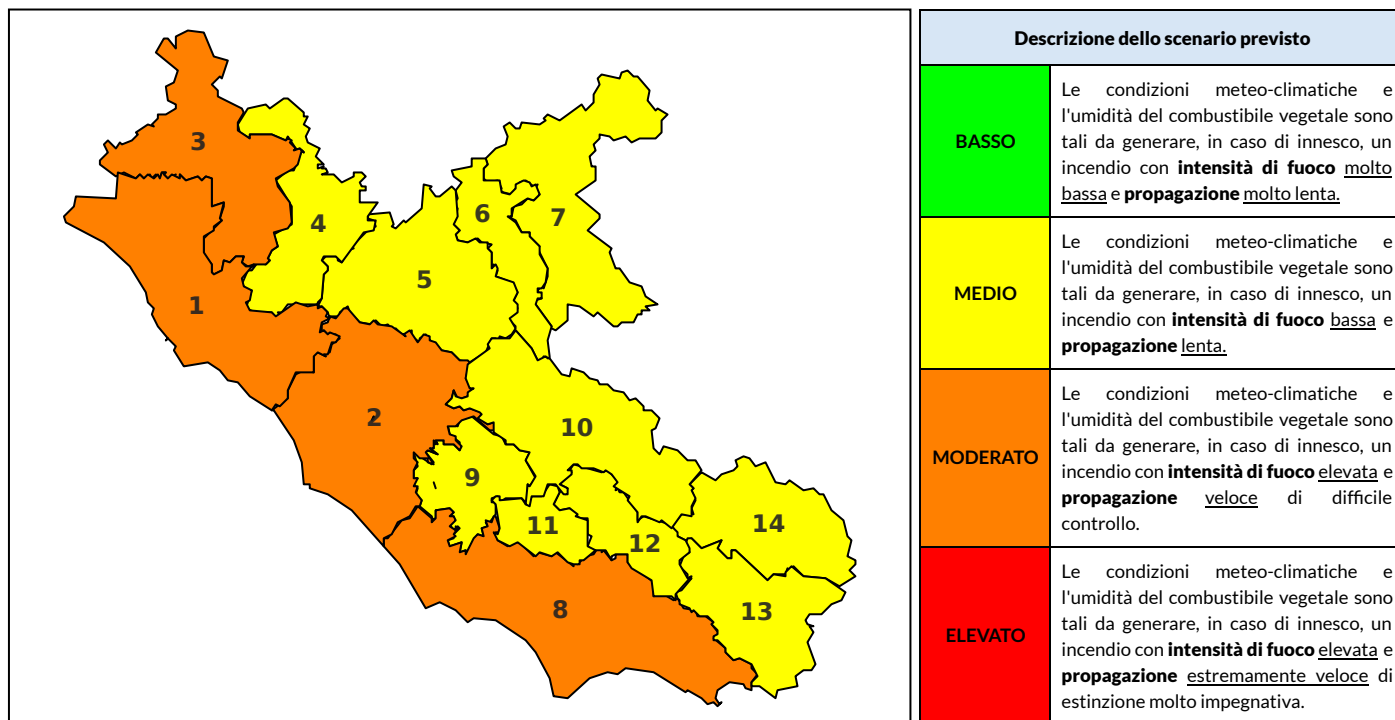 3
4
6
7
5
1
2
10
9
11
12
14
8
13
Descrizione dello scenario previsto
BASSO
Le condizioni meteo-climatiche e
l'umidità del combustibile vegetale sono
tali da generare, in caso di innesco, un
incendio con intensità di fuoco molto
bassa e propagazione molto lenta.
MEDIO
Le condizioni meteo-climatiche e
l'umidità del combustibile vegetale sono
tali da generare, in caso di innesco, un
incendio con intensità di fuoco bassa e
propagazione lenta.
MODERATO
Le condizioni meteo-climatiche e
l'umidità del combustibile vegetale sono
tali da generare, in caso di innesco, un
incendio con intensità di fuoco elevata e
propagazione veloce di difficile
controllo.
ELEVATO
Le condizioni meteo-climatiche e
l'umidità del combustibile vegetale sono
tali da generare, in caso di innesco, un
incendio con intensità di fuoco elevata e
propagazione estremamente veloce di
estinzione molto impegnativa.